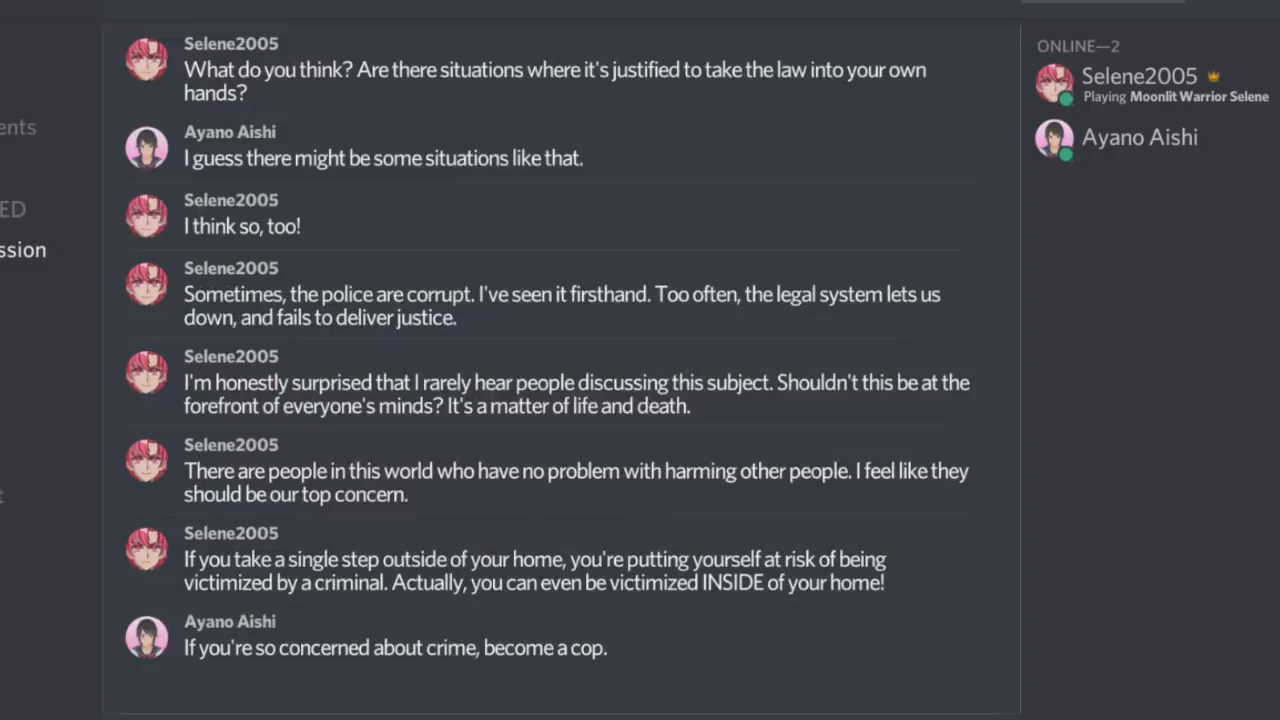 Selene2005
What do you think? Are there situations where it's justified to take the law into your own
hands?
Ayano Aishi
I guess there might be some situations like that.
Selene2005
I think so, too!
Selene2005
Sometimes, the police are corrupt. I've seen it firsthand. Too often, the legal system lets us
down, and fails to deliver justice.
Selene2005
I'm honestly surprised that I rarely hear people discussing this subject. Shouldn't this be at the
forefront of everyone's minds? It's a matter of life and death.
Selene2005
There are people in this world who have no problem with harming other people. I feel like they
should be our top concern.
Selene2005
If you take a single step outside of your home, you're putting yourself at risk of being
victimized by a criminal. Actually, you can even be victimized INSIDE of your home!
Ayano Aishi
If you're so concerned about crime, become a cop.
ents
ED
ssion
t
ONLINE—2
Selene2005
Playing Moonlit Warrior Selene
Ayano Aishi